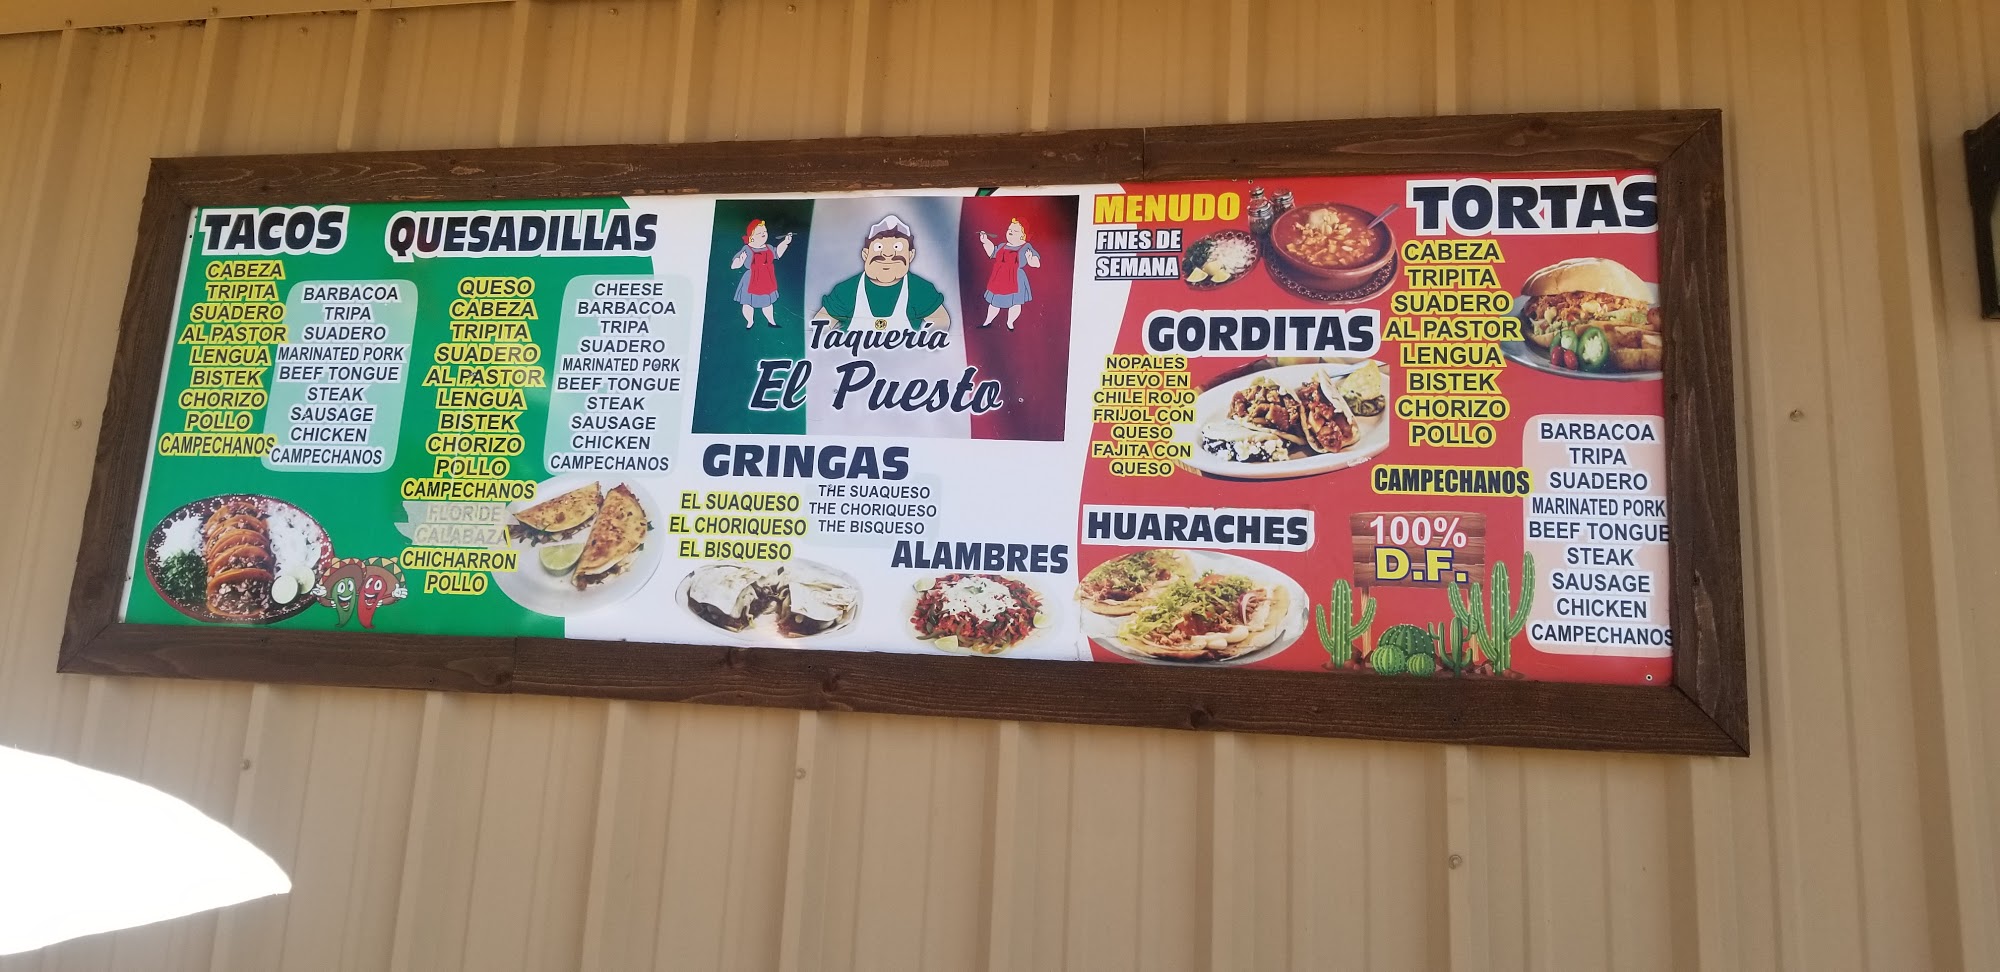 TACOS
CABEZA
TRIPITA
SUADERO
AL PASTOR
LENGUA
BISTEK
CHORIZO
POLLO
CAMPECHANOS
BARBACOA
TRIPA
SUADERO
MARINATED PORK
BEEF TONGUE
STEAK
SAUSAGE
CHICKEN
CAMPECHANOS
QUESADILLAS
QUESO
CABEZA
TRIPITA
SUADERO
AL PASTOR
LENGUA
BISTEK
CHORIZO
POLLO
CAMPECHANOS
FLOR DE
CALABAZA
CHICHARRON
POLLO
CHEESE
BARBACOA
TRIPA
SUADERO
MARINATED PORK
BEEF TONGUE
STEAK
SAUSAGE
CHICKEN
CAMPECHANOS
Taquería
El Puesto
GRINGAS
EL SUAQUESO
EL CHORIQUESO
EL BISQUESO
THE SUAQUESO
THE CHORIQUESO
THE BISQUESO
ALAMBRES
MENUDO
FINES DE
SEMANA
GORDITAS
NOPALES
HUEVO EN
CHILE ROJO
FRIJOL CON
QUESO
FAJITA CON
QUESO
HUARACHES
100%
D.F.
TORTAS
CABEZA
TRIPITA
SUADERO
AL PASTOR
LENGUA
BISTEK
CHORIZO
POLLO
CAMPECHANOS
BARBACOA
TRIPA
SUADERO
MARINATED PORK
BEEF TONGUE
STEAK
SAUSAGE
CHICKEN
CAMPECHANOS